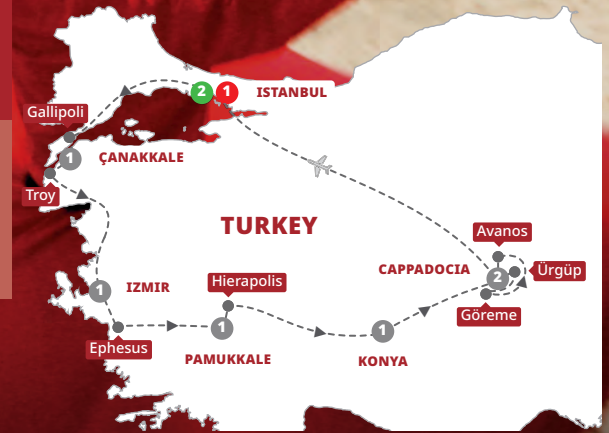 2
1
ISTANBUL
Gallipoli
1
ÇANAKKALE
Troy
TURKEY
Avanos
CAPPADOCIA
2
Ürgüp
Göreme
1
IZMIR
Hierapolis
Ephesus
1
PAMUKKALE
1
KONYA